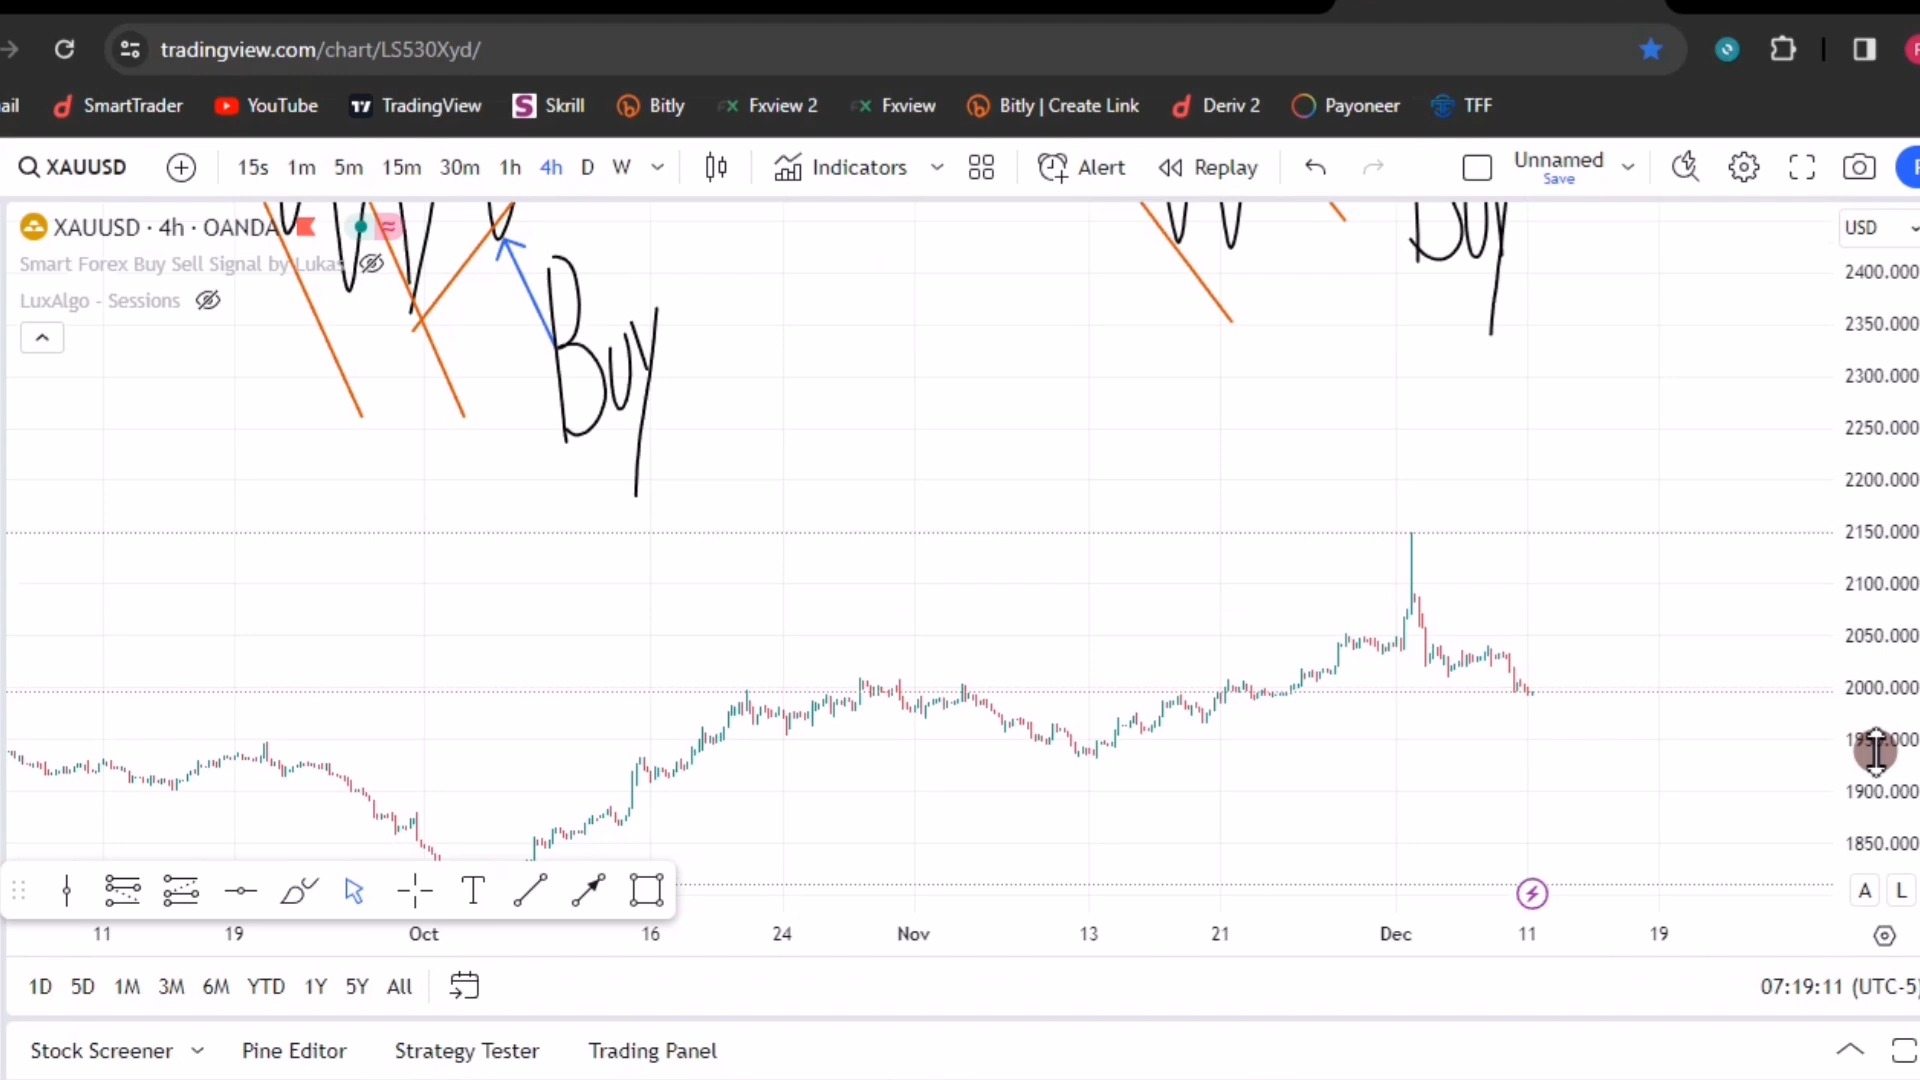 tradingview.com/chart/LS530Xyd/
ail SmartTrader YouTube TradingView Skrill Bitly Fxview 2 Fxview Bitly | Create Link Deriv 2 Payoneer TFF
XAUUSD 15s 1m 5m 15m 30m 1h 4h D W Indicators Alert Replay Unnamed
Save
XAUUSD · 4h · OANDA USD
Smart Forex Buy Sell Signal by Lukas
LuxAlgo - Sessions
Buy
Buy
2400.000
2350.000
2300.000
2250.000
2200.000
2150.000
2100.000
2050.000
2000.000
1900.000
1850.000
T
A L
11 19 Oct 16 24 Nov 13 21 Dec 11 19
1D 5D 1M 3M 6M YTD 1Y 5Y All 07:19:11 (UTC-5)
Stock Screener Pine Editor Strategy Tester Trading Panel